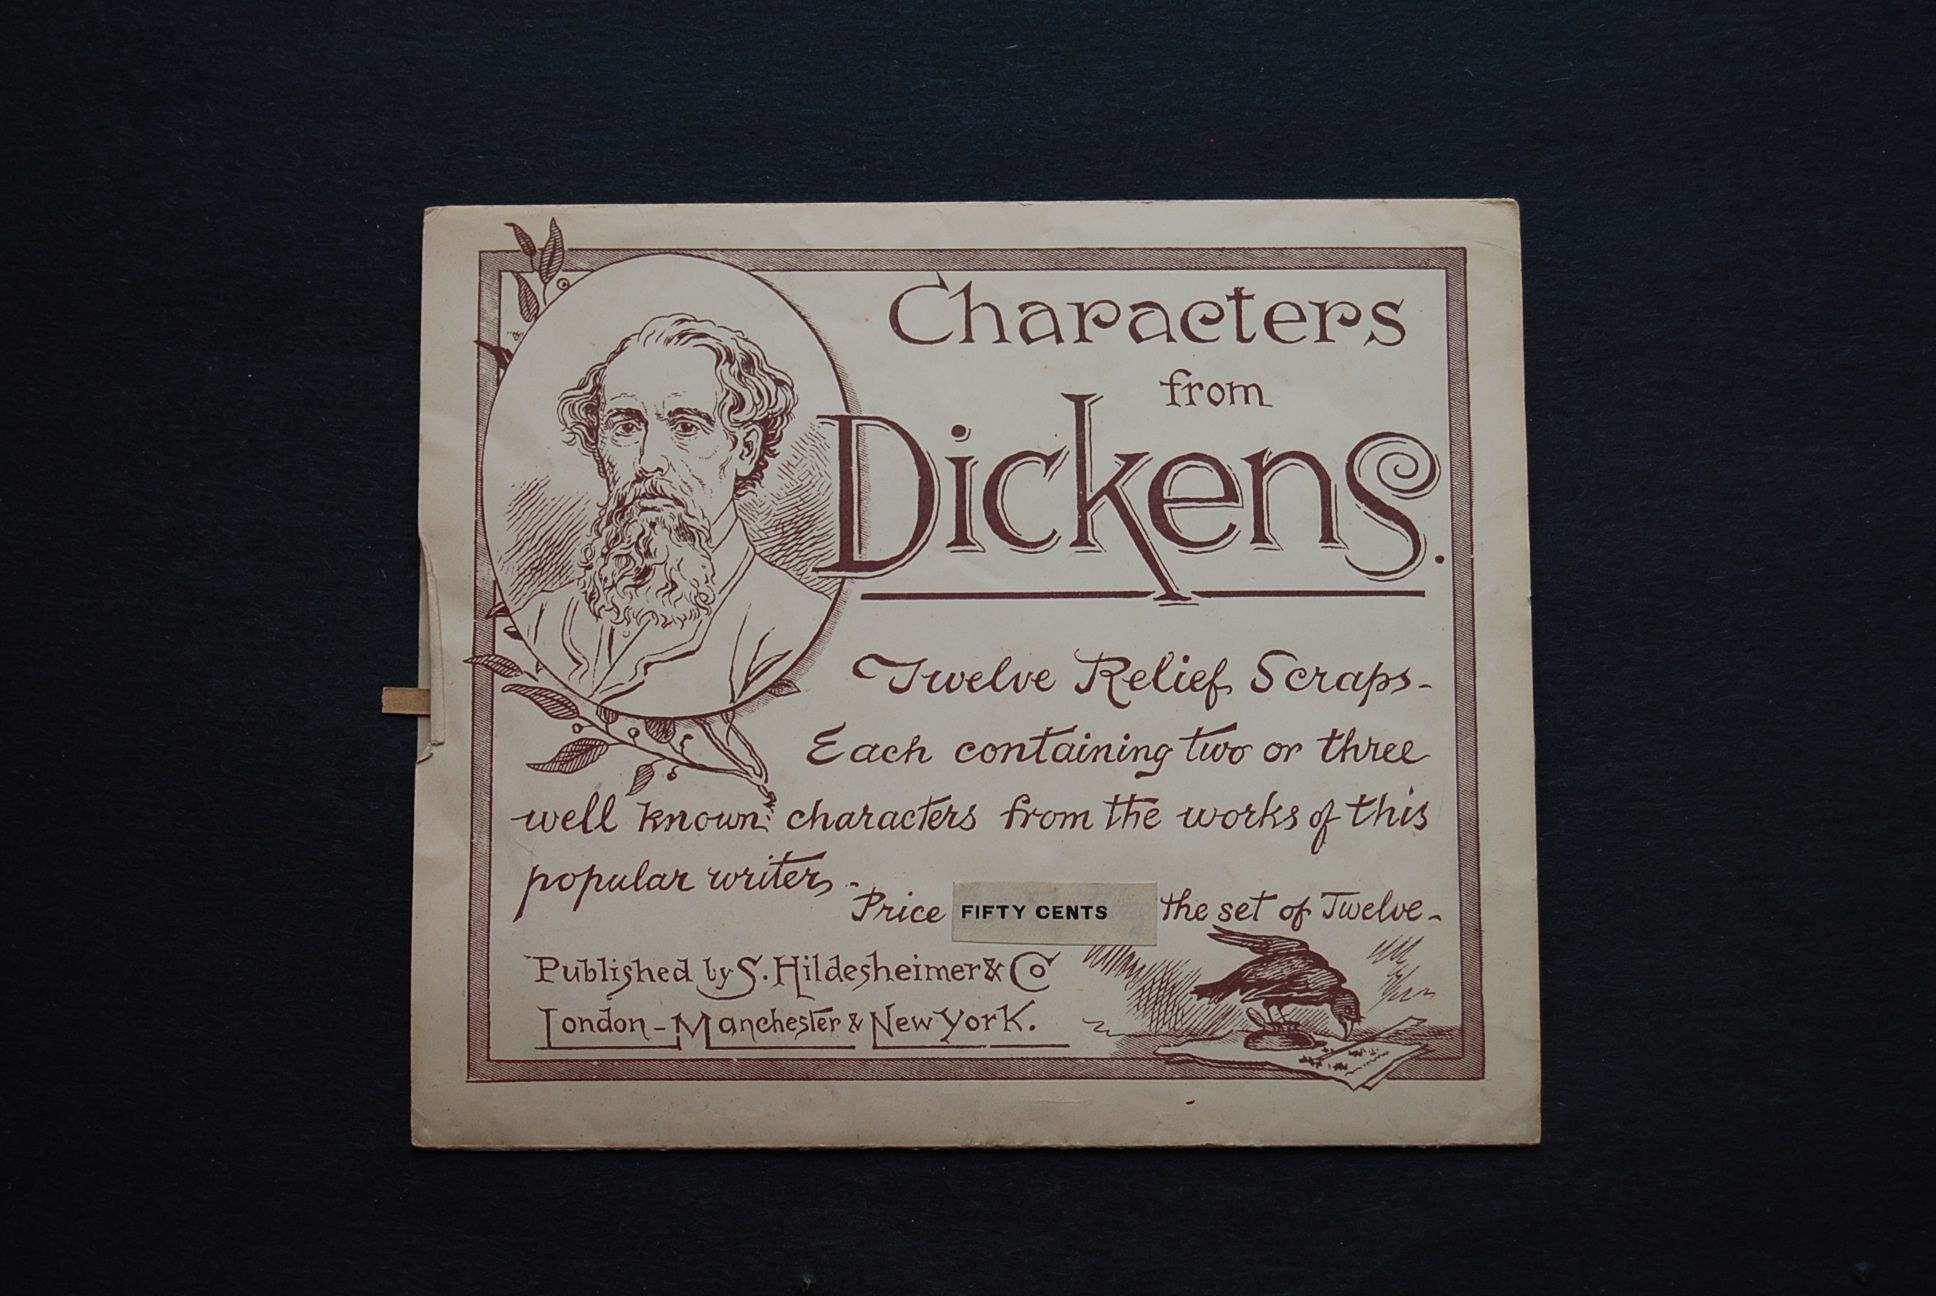 Characters
from
Dickens.
Twelve Relief Scraps-
Each containing two or three
well known characters from the works of this
popular writer.
Price FIFTY CENTS the set of Twelve-
Published by S. Hildesheimer & Co
London-Manchester & New York.